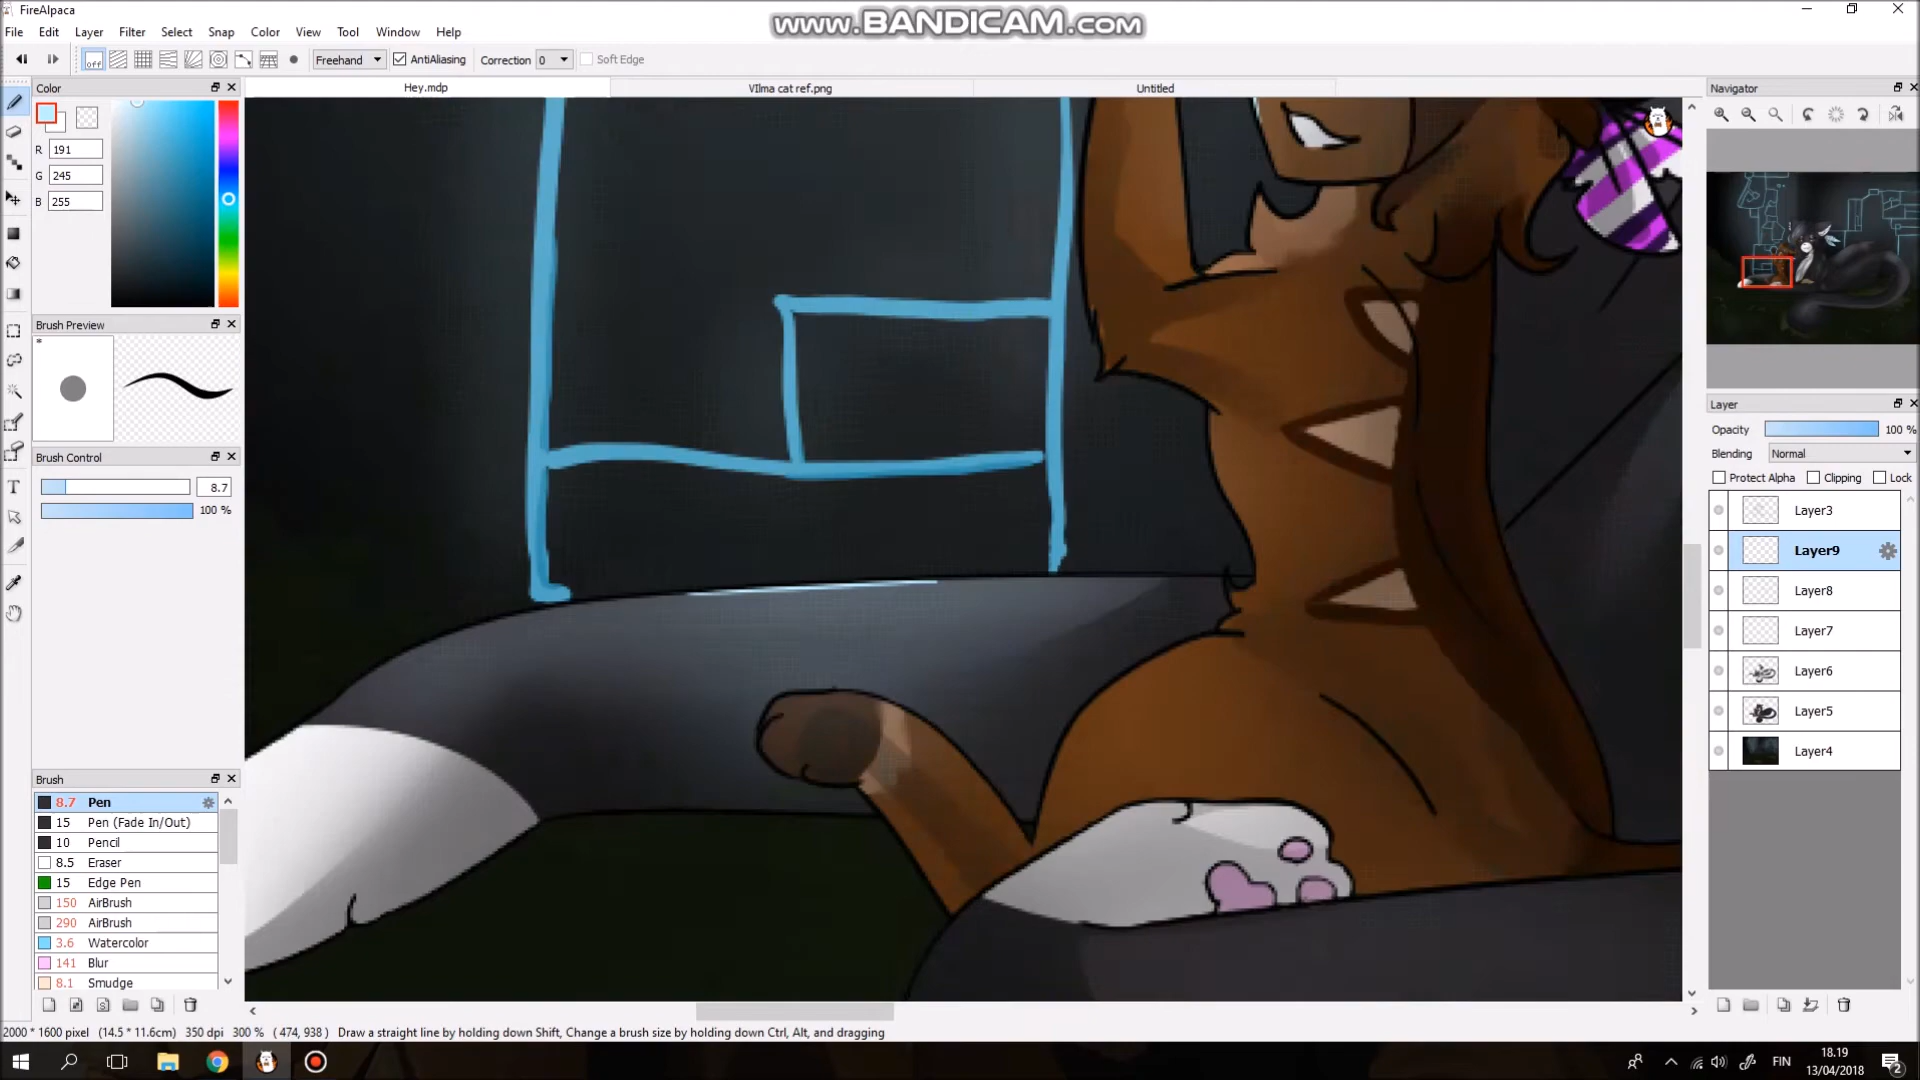 FireAlpaca
www.BANDICAM.com
File Edit Layer Filter Select Snap Color View Tool Window Help
off Freehand AntiAliasing Correction 0 Soft Edge
Color
Hey.mdp VIlma cat ref.png Untitled
Navigator
R 191
G 245
B 255
Brush Preview
Brush Control
8.7
100 %
Layer
Opacity 100 %
Blending Normal
Protect Alpha Clipping Lock
Layer3
Layer9
Layer8
Layer7
Layer6
Layer5
Layer4
Brush
8.7 Pen
15 Pen (Fade In/Out)
10 Pencil
8.5 Eraser
15 Edge Pen
150 AirBrush
290 AirBrush
3.6 Watercolor
141 Blur
8.1 Smudge
2000 * 1600 pixel (14.5 * 11.6cm) 350 dpi 300 % ( 474, 938 ) Draw a straight line by holding down Shift, Change a brush size by holding down Ctrl, Alt, and dragging
FIN
18.19
13/04/2018
2